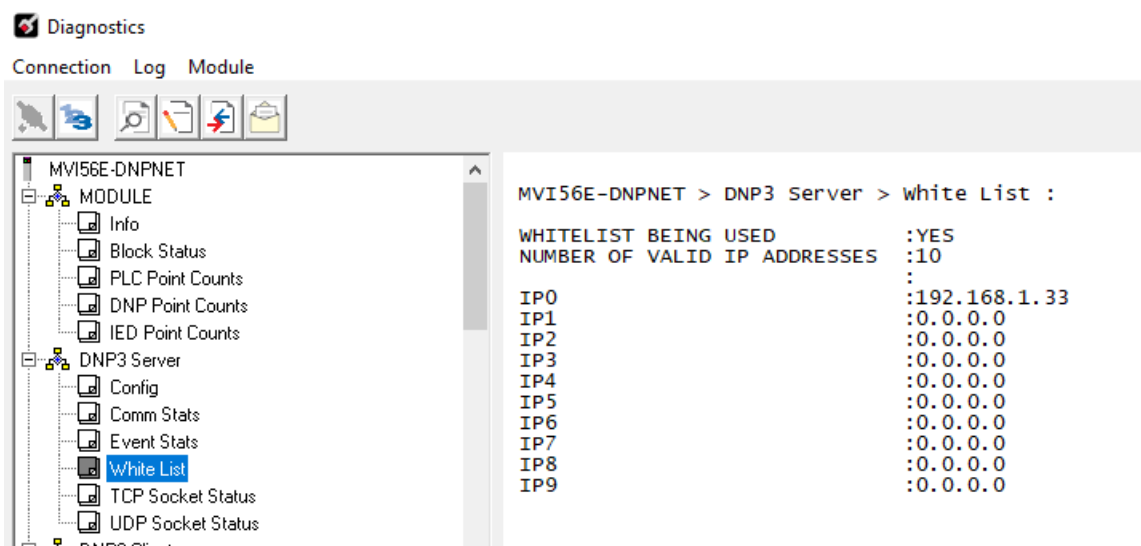 Diagnostics
Connection Log Module
MVI56E-DNPNET
MODULE
Info
Block Status
PLC Point Counts
DNP Point Counts
IED Point Counts
DNP3 Server
Config
Comm Stats
Event Stats
White List
TCP Socket Status
UDP Socket Status
MVI56E-DNPNET > DNP3 Server > White List :
WHITELIST BEING USED :YES
NUMBER OF VALID IP ADDRESSES :10
:
IP0 :192.168.1.33
IP1 :0.0.0.0
IP2 :0.0.0.0
IP3 :0.0.0.0
IP4 :0.0.0.0
IP5 :0.0.0.0
IP6 :0.0.0.0
IP7 :0.0.0.0
IP8 :0.0.0.0
IP9 :0.0.0.0